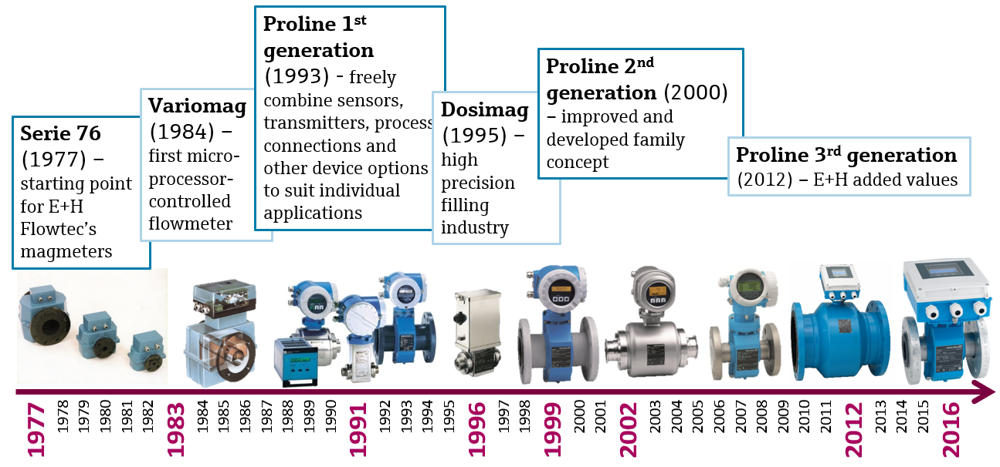 Serie 76
(1977) –
starting point
for E+H
Flowtec’s
magmeters
Variomag
(1984) –
first micro-
processor-
controlled
flowmeter
Proline 1st
generation
(1993) - freely
combine sensors,
transmitters, process
connections and
other device options
to suit individual
applications
Dosimag
(1995) –
high
precision
filling
industry
Proline 2nd
generation (2000)
– improved and
developed family
concept
Proline 3rd generation
(2012) – E+H added values
1977 1978 1979 1980 1981 1982 1983 1984 1985 1986 1987 1988 1989 1990 1991 1992 1993 1994 1995 1996 1997 1998 1999 2000 2001 2002 2003 2004 2005 2006 2007 2008 2009 2010 2011 2012 2013 2014 2015 2016